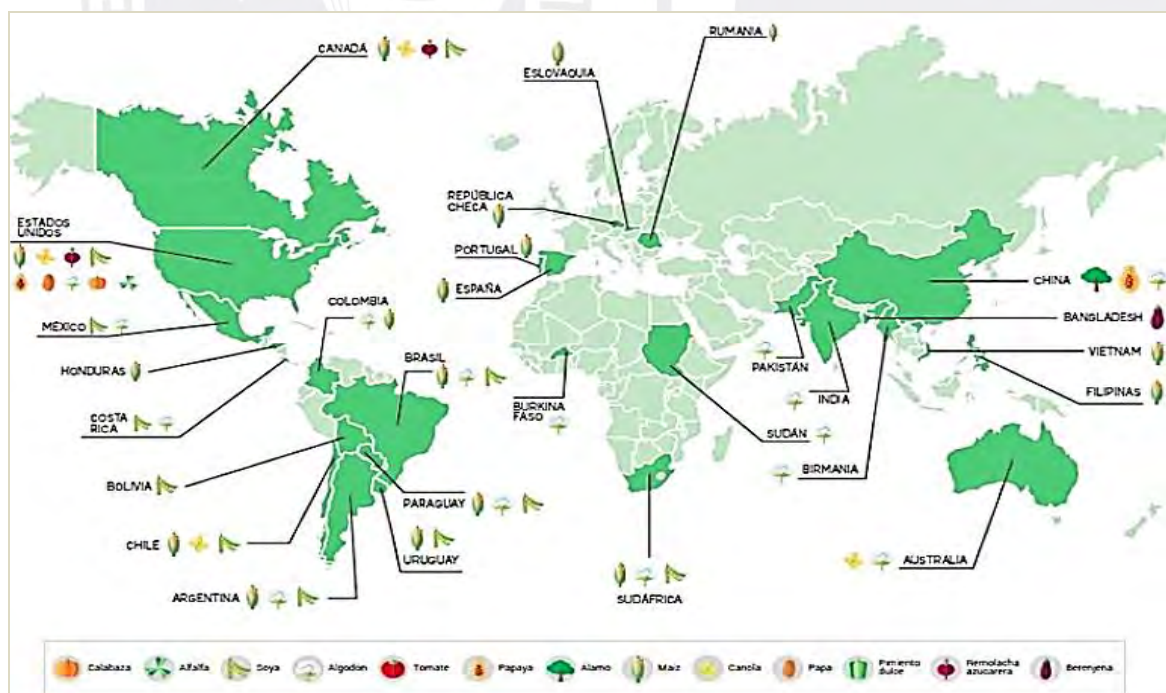 CANADÁ
RUMANIA
ESLOVAQUIA
REPÚBLICA
CHECA
ESTADOS
UNIDOS
PORTUGAL
ESPAÑA
CHINA
BANGLADESH
COLOMBIA
MÉXICO
VIETNAM
HONDURAS
BRASIL
PAKISTÁN
FILIPINAS
INDIA
BURKINA
FASO
COSTA
RICA
SUDÁN
BIRMANIA
BOLIVIA
PARAGUAY
CHILE
URUGUAY
AUSTRALIA
ARGENTINA
SUDÁFRICA
Calabaza
Alfalfa
Soya
Algodon
Tomate
Papaya
Alamo
Maíz
Canola
Papa
Pimiento
dulce
Remolacha
azucarera
Berenjena